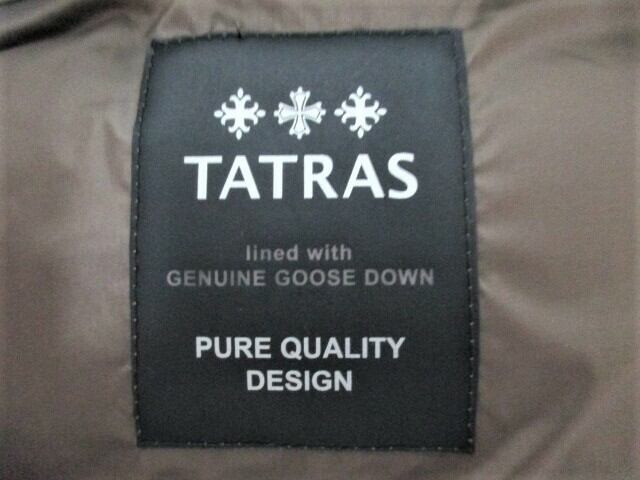 TATRAS
lined with
GENUINE GOOSE DOWN
PURE QUALITY
DESIGN